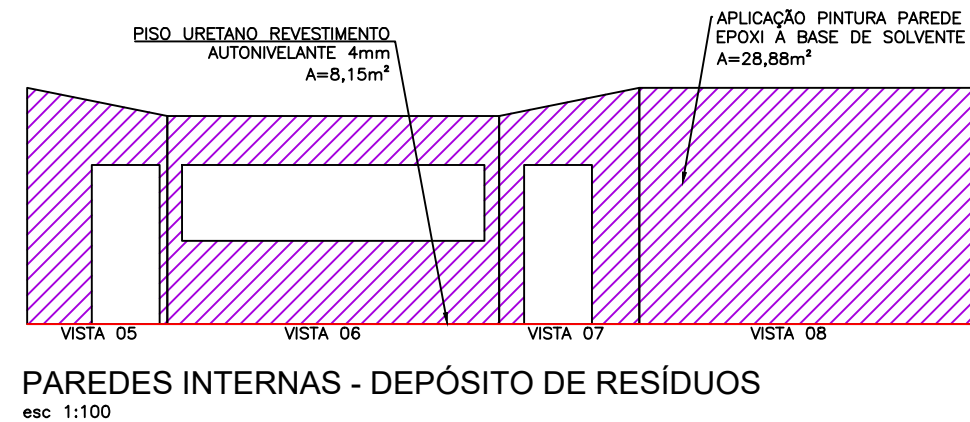 PISO URETANO REVESTIMENTO
AUTONIVELANTE 4mm
A=8,15m²
APLICAÇÃO PINTURA PAREDE
EPOXI À BASE DE SOLVENTE
A=28,88m²
VISTA 05
VISTA 06
VISTA 07
VISTA 08
PAREDES INTERNAS - DEPÓSITO DE RESÍDUOS
esc 1:100